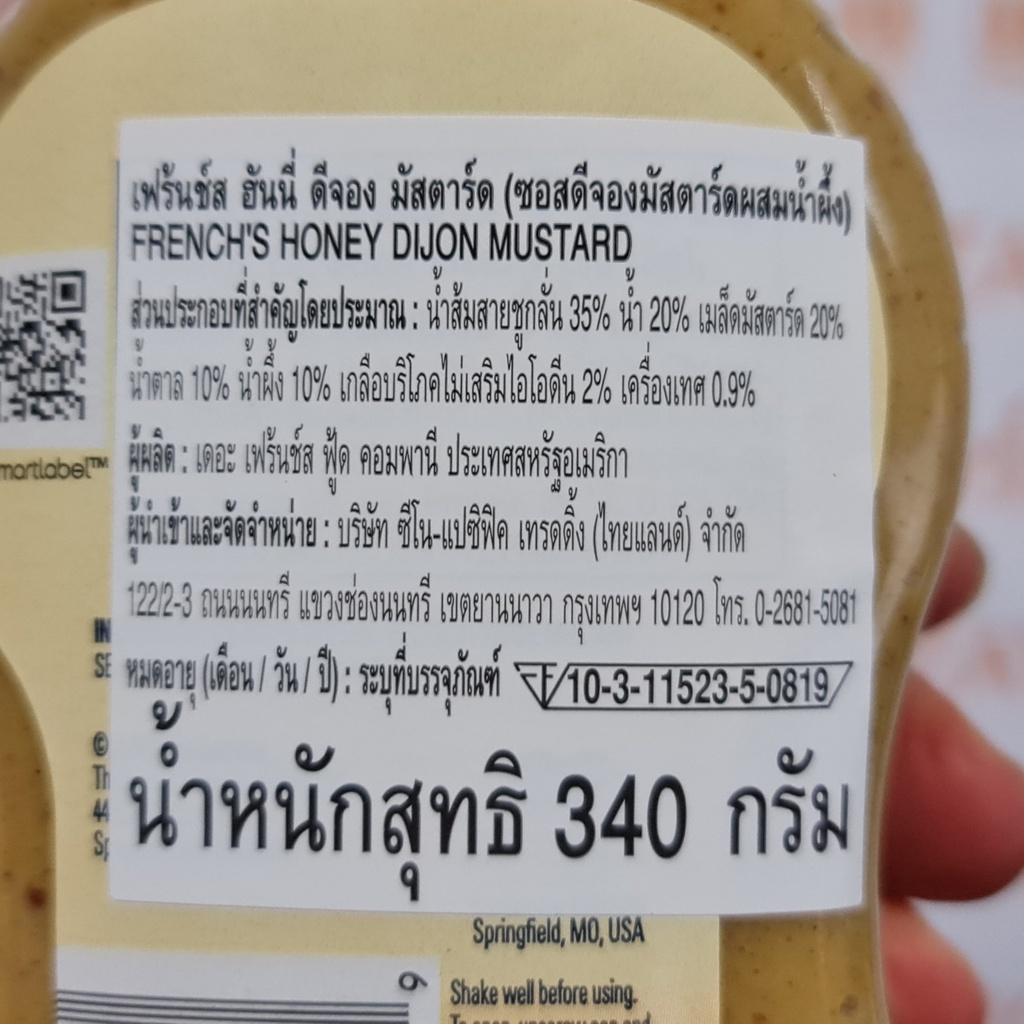 เฟร้นช์ส ฮันนี่ ดีจอง มัสตาร์ด (ซอสดีจองมัสตาร์ดผสมน้ำผึ้ง)
FRENCH'S HONEY DIJON MUSTARD
ส่วนประกอบที่สำคัญโดยประมาณ : น้ำส้มสายชูกลั่น 35% น้ำ 20% เมล็ดมัสตาร์ด 20%
น้ำตาล 10% น้ำผึ้ง 10% เกลือบริโภคไม่เสริมไอโอดีน 2% เครื่องเทศ 0.9%
martlabel™
ผู้ผลิต : เดอะ เฟร้นช์ส ฟู้ด คอมพานี ประเทศสหรัฐอเมริกา
ผู้นำเข้าและจัดจำหน่าย : บริษัท ซีโน-แปซิฟิค เทรดดิ้ง (ไทยแลนด์) จำกัด
122/2-3 ถนนนนทรี แขวงช่องนนทรี เขตยานนาวา กรุงเทพฯ 10120 โทร. 0-2681-5081
หมดอายุ (เดือน / วัน / ปี) : ระบุที่บรรจุภัณฑ์ 10-3-11523-5-0819
น้ำหนักสุทธิ 340 กรัม
Springfield, MO, USA
6
Shake well before using.